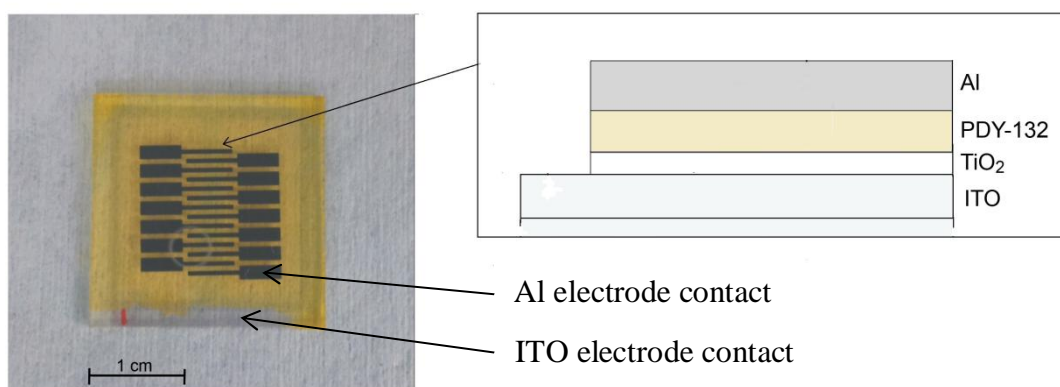 Al
PDY-132
TiO₂
ITO
Al electrode contact
ITO electrode contact
1 cm